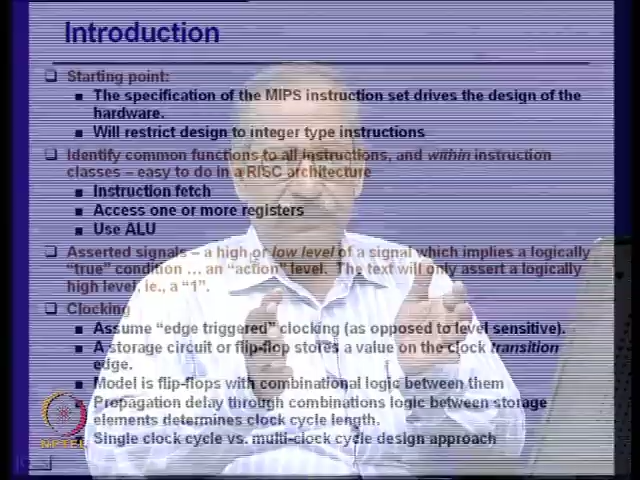 Introduction
Starting point:
The specification of the MIPS instruction set drives the design of the
hardware.
Will restrict design to integer type instructions
Identify common functions to all instructions, and within instruction
classes – easy to do in a RISC architecture
Instruction fetch
Access one or more registers
Use ALU
Asserted signals – a high or low level of a signal which implies a logically
"true" condition … an "action" level. The text will only assert a logically
high level, ie., a "1".
Clocking
Assume "edge triggered" clocking (as opposed to level sensitive).
A storage circuit or flip-flop stores a value on the clock transition
edge.
Model is flip-flops with combinational logic between them
Propagation delay through combinations logic between storage
elements determines clock cycle length.
Single clock cycle vs. multi-clock cycle design approach
NPTEL